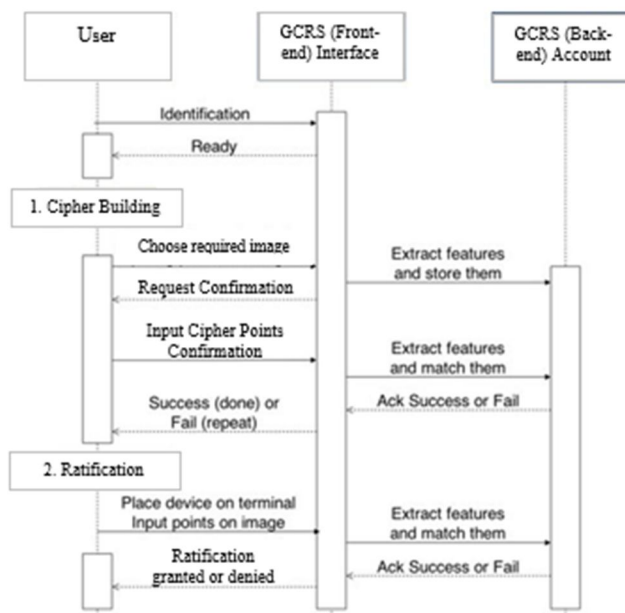 User
GCRS (Front-
end) Interface
GCRS (Back-
end) Account
Identification
Ready
1. Cipher Building
Choose required image
Extract features
and store them
Request Confirmation
Input Cipher Points
Confirmation
Extract features
and match them
Ack Success or Fail
Success (done) or
Fail (repeat)
2. Ratification
Place device on terminal
Input points on image
Extract features
and match them
Ack Success or Fail
Ratification
granted or denied